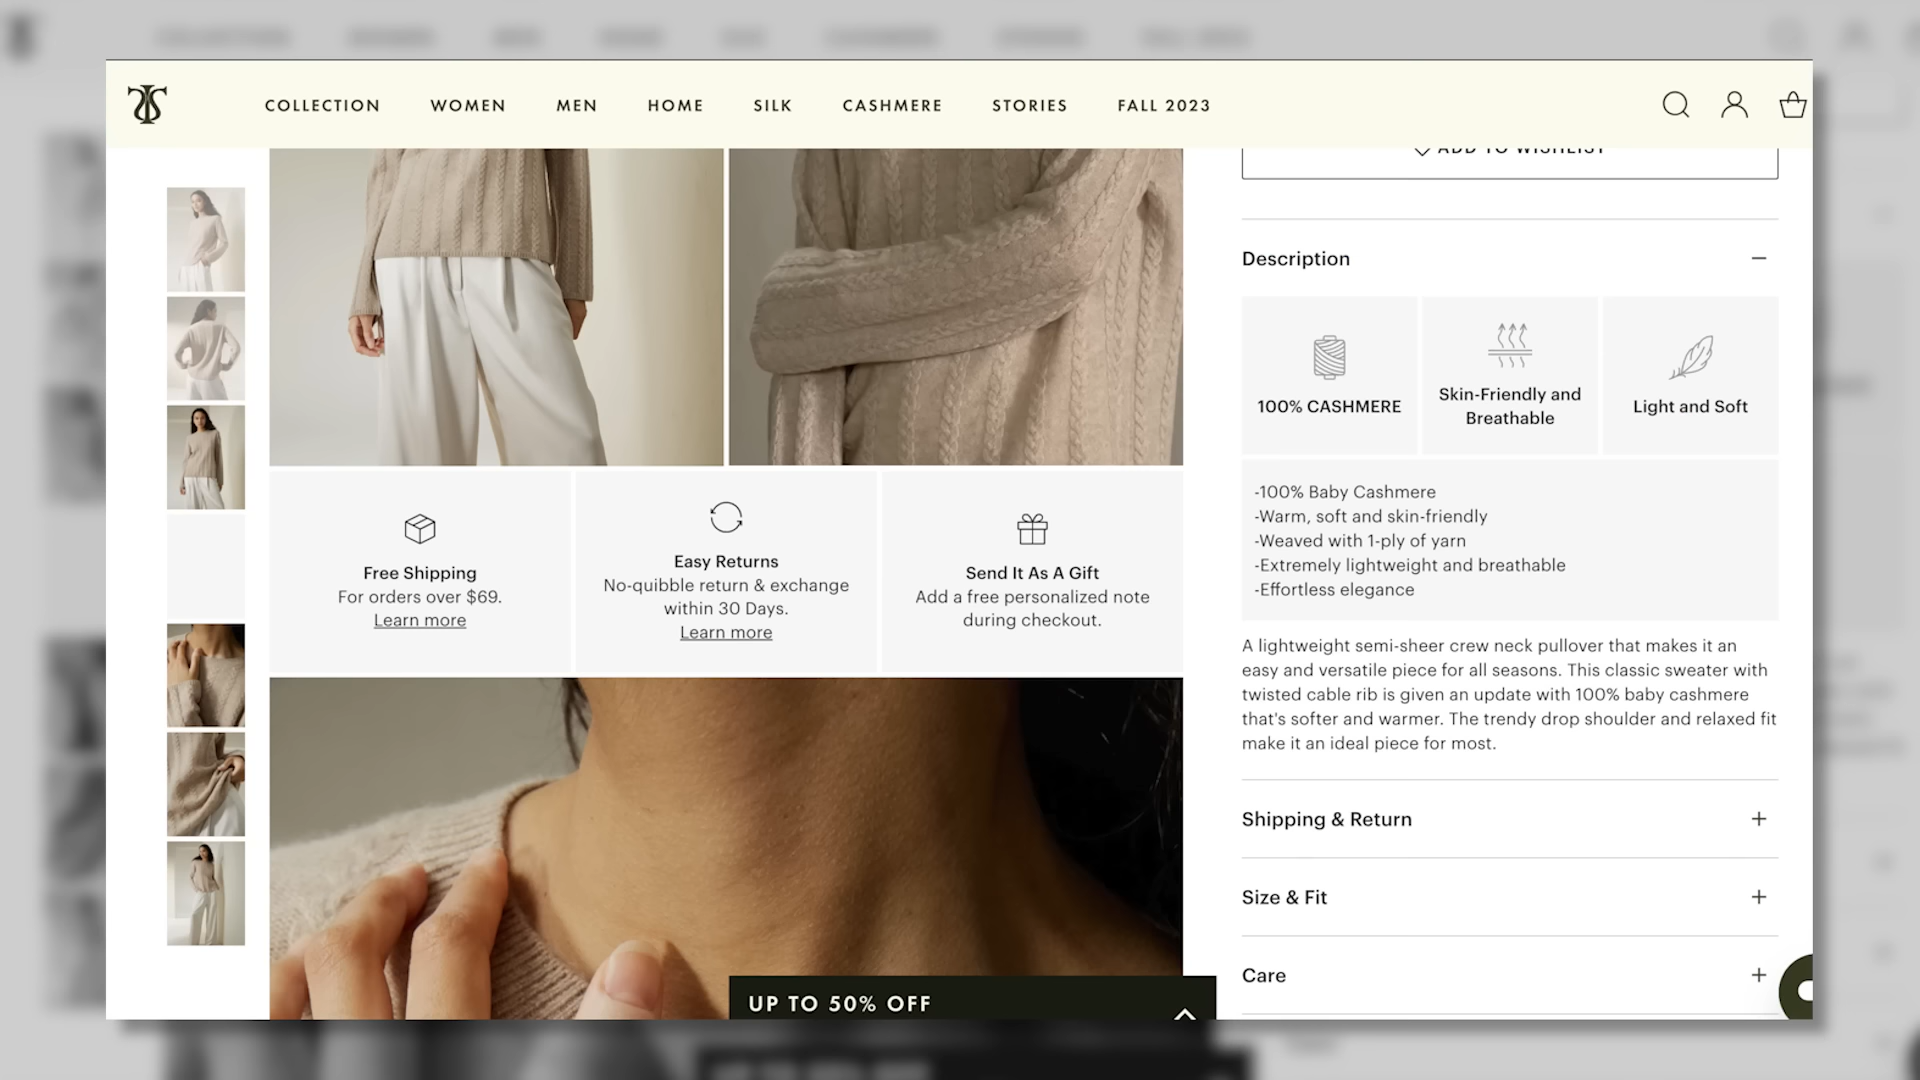 COLLECTION WOMEN MEN HOME SILK CASHMERE STORIES FALL 2023
ADD TO WISHLIST
Description
100% CASHMERE
Skin-Friendly and
Breathable
Light and Soft
-100% Baby Cashmere
-Warm, soft and skin-friendly
-Weaved with 1-ply of yarn
-Extremely lightweight and breathable
-Effortless elegance
A lightweight semi-sheer crew neck pullover that makes it an
easy and versatile piece for all seasons. This classic sweater with
twisted cable rib is given an update with 100% baby cashmere
that's softer and warmer. The trendy drop shoulder and relaxed fit
make it an ideal piece for most.
Shipping & Return
Size & Fit
Care
Free Shipping
For orders over $69.
Learn more
Easy Returns
No-quibble return & exchange
within 30 Days.
Learn more
Send It As A Gift
Add a free personalized note
during checkout.
UP TO 50% OFF